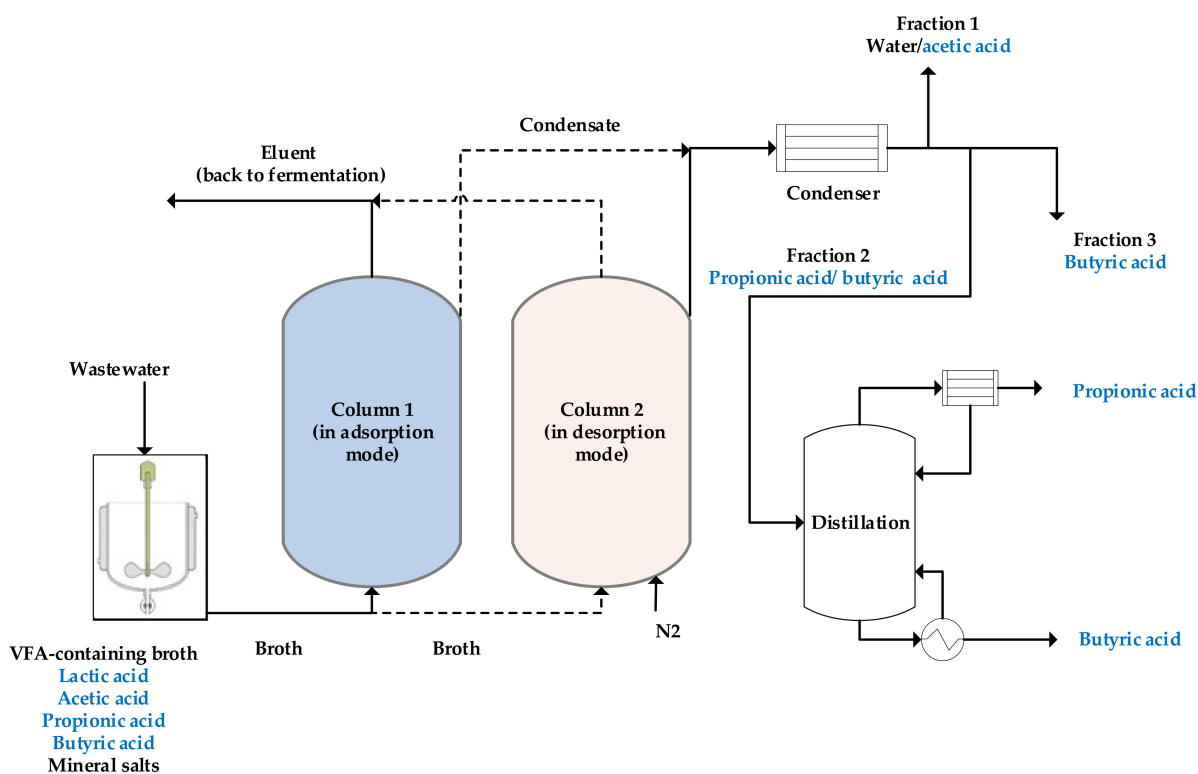 Fraction 1
Water/acetic acid
Condensate
Eluent
(back to fermentation)
Condenser
Fraction 3
Butyric acid
Fraction 2
Propionic acid/ butyric  acid
Wastewater
Column 1
(in adsorption
mode)
Column 2
(in desorption
mode)
Propionic acid
Distillation
N2
Broth
Broth
Butyric acid
VFA-containing broth
Lactic acid
Acetic acid
Propionic acid
Butyric acid
Mineral salts